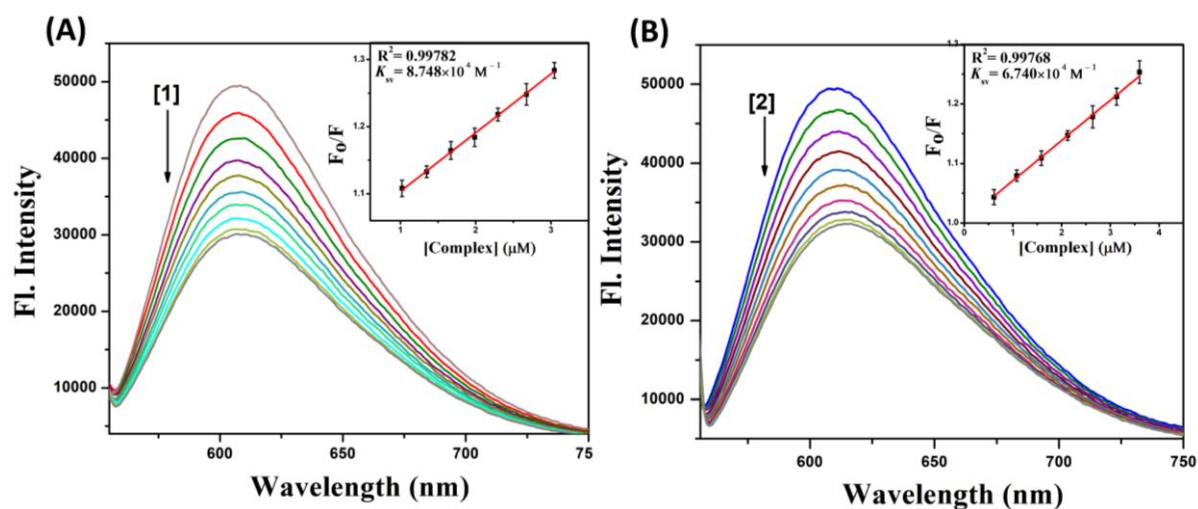 (A)
[1]
50000
40000
30000
20000
10000
Fl. Intensity
600
650
700
75
Wavelength (nm)
R² = 0.99782
Ksv = 8.748×10⁴ M⁻¹
1.3
1.2
1.1
F₀/F
1
2
3
[Complex] (μM)
(B)
[2]
50000
40000
30000
20000
10000
Fl. Intensity
600
650
700
750
Wavelength (nm)
R² = 0.99768
Ksv = 6.740×10⁴ M⁻¹
1.3
1.2
1.1
1.0
F₀/F
0
1
2
3
4
[Complex] (μM)